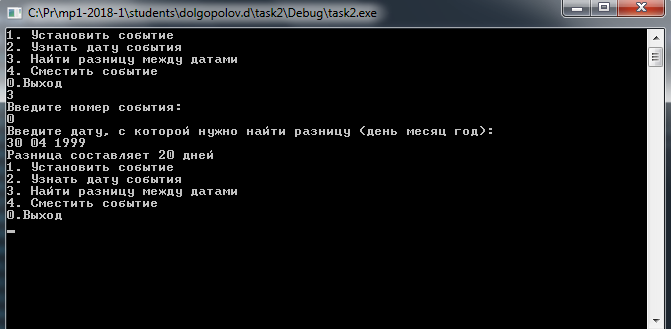 C:\Pr\mp1-2018-1\students\dolgopolov.d\task2\Debug\task2.exe
1. Установить событие
2. Узнать дату события
3. Найти разницу между датами
4. Сместить событие
0.Выход
3
Введите номер события:
0
Введите дату, с которой нужно найти разницу (день месяц год):
30 04 1999
Разница составляет 20 дней
1. Установить событие
2. Узнать дату события
3. Найти разницу между датами
4. Сместить событие
0.Выход